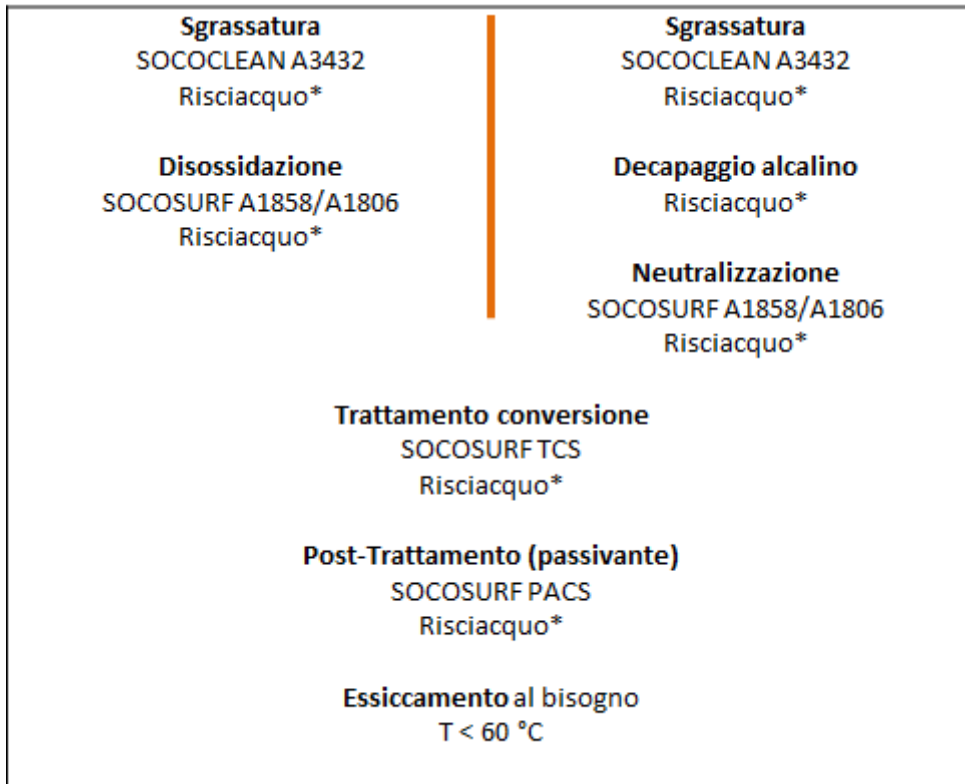 Sgrassatura
SOCOCLEAN A3432
Risciacquo*
Disossidazione
SOCOSURF A1858/A1806
Risciacquo*
Sgrassatura
SOCOCLEAN A3432
Risciacquo*
Decapaggio alcalino
Risciacquo*
Neutralizzazione
SOCOSURF A1858/A1806
Risciacquo*
Trattamento conversione
SOCOSURF TCS
Risciacquo*
Post-Trattamento (passivante)
SOCOSURF PACS
Risciacquo*
Essiccamento al bisogno
T < 60 °C